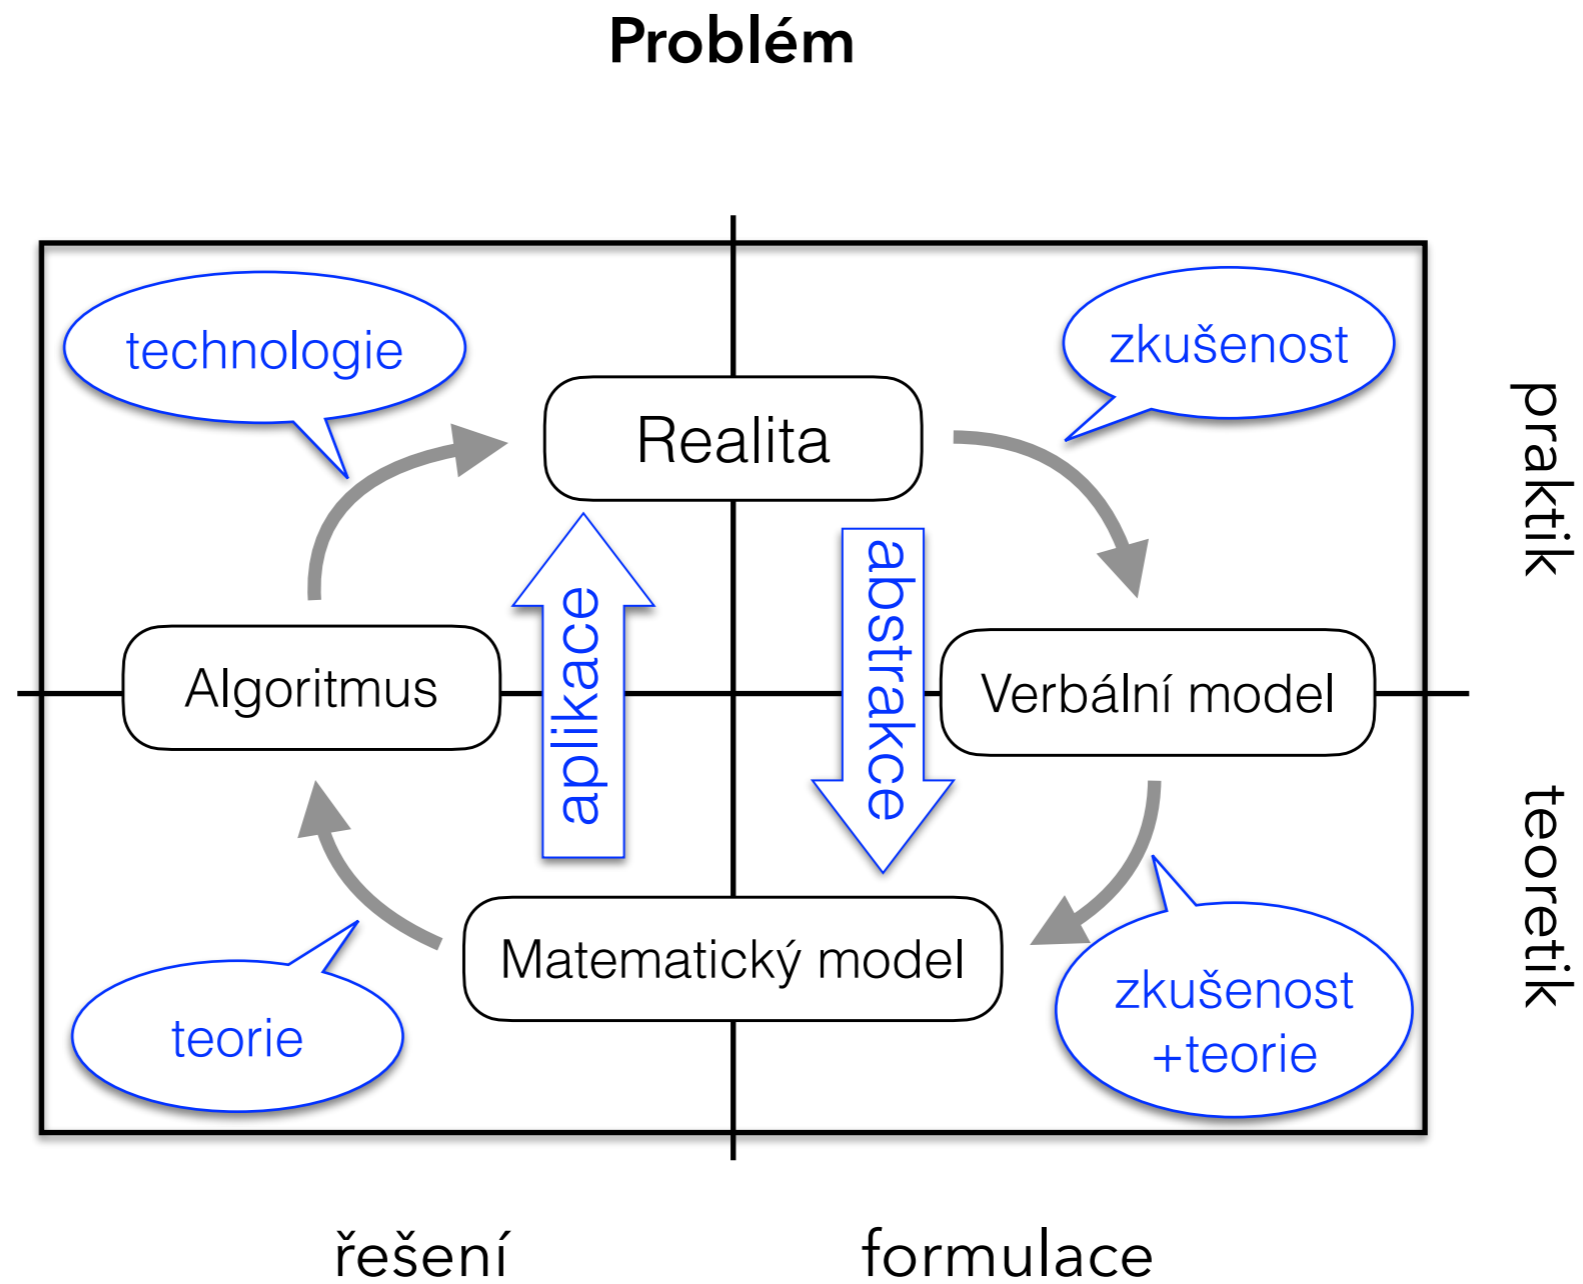 Problém
technologie
zkušenost
Realita
praktik
aplikace
abstrakce
Algoritmus
Verbální model
teoretik
Matematický model
teorie
zkušenost
+teorie
řešení
formulace